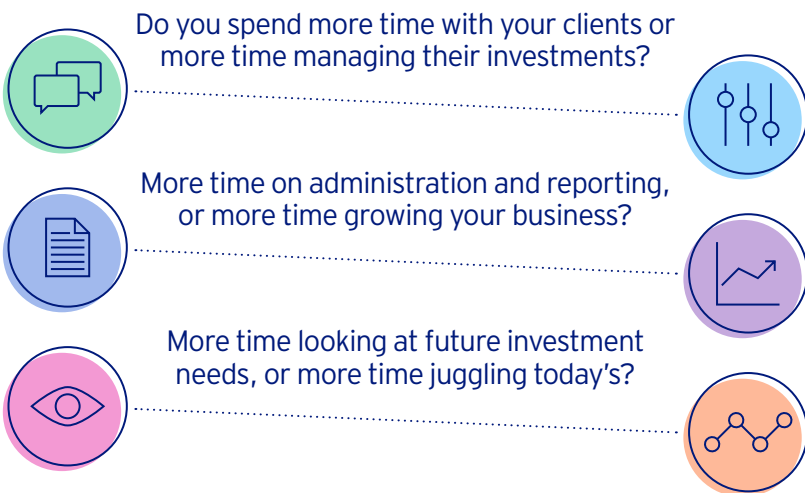 Do you spend more time with your clients or
more time managing their investments?
More time on administration and reporting,
or more time growing your business?
More time looking at future investment
needs, or more time juggling today's?